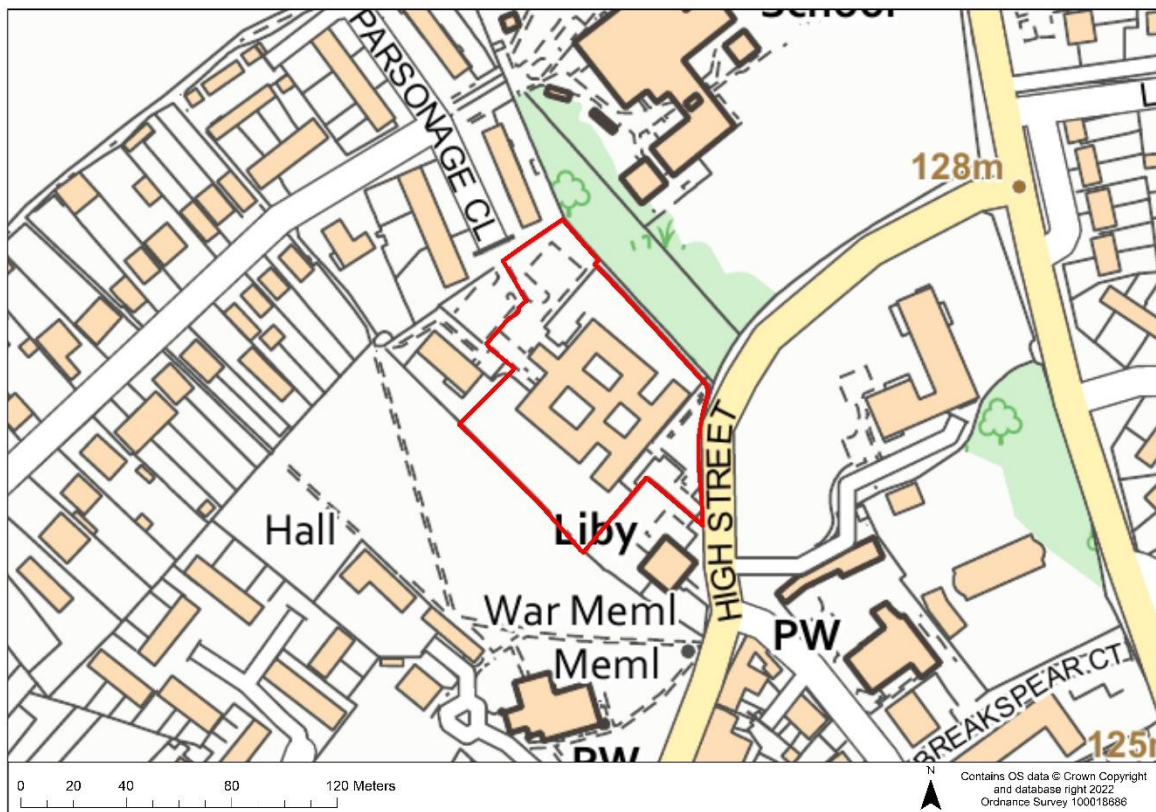 School
PARSONAGE CL
128m
L
HIGH STREET
Liby
Hall
War Meml
PW
Meml
BREAKSPEAR CT
PW
125m
0 20 40 80 120 Meters
N
Contains OS data © Crown Copyright
and database right 2022
Ordnance Survey 100018686